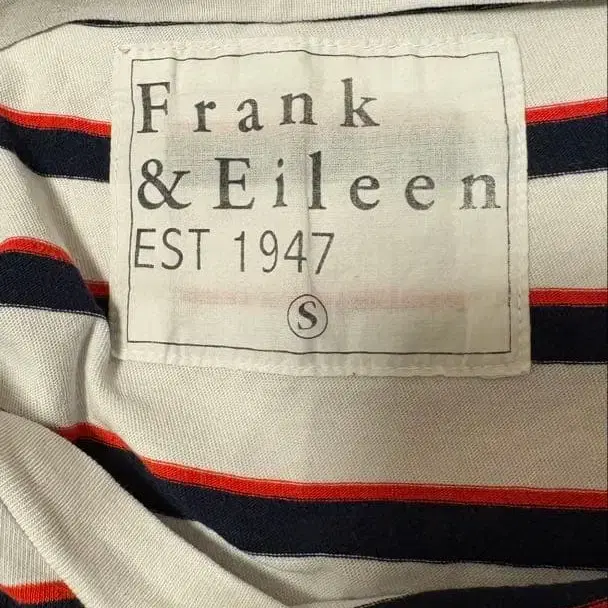 Frank
& Eileen
EST 1947
S